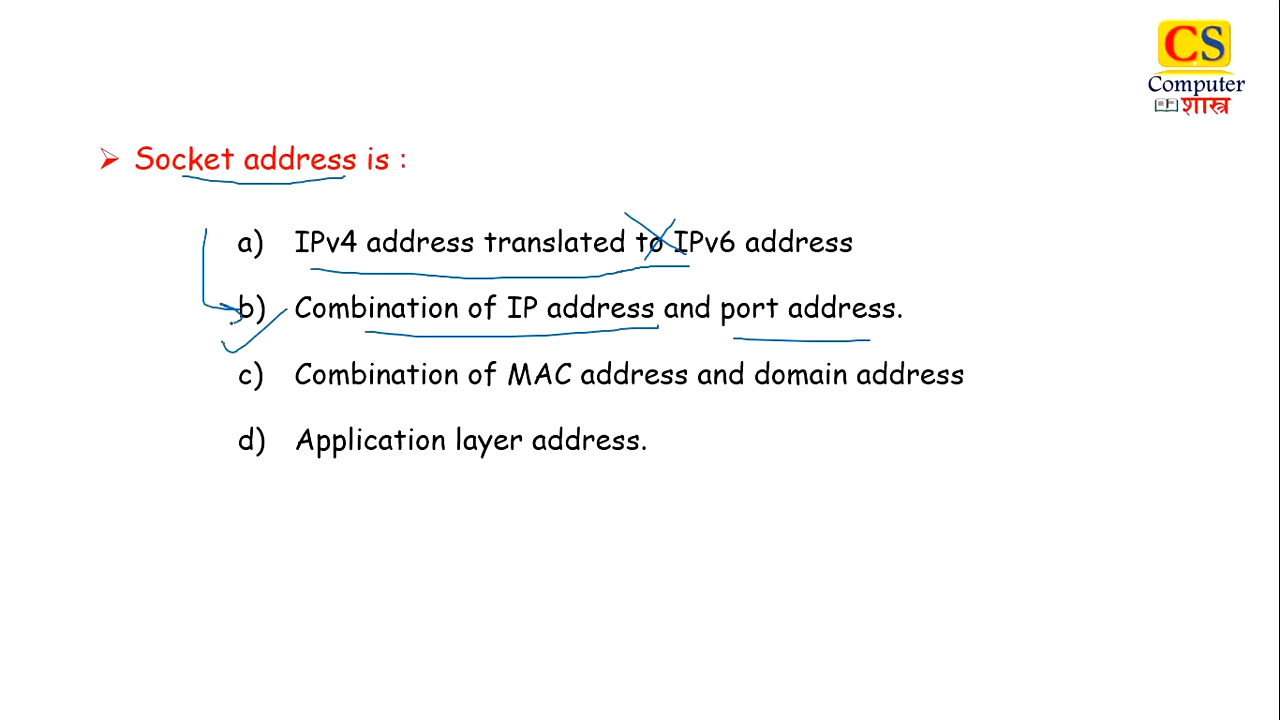 CS
Computer
शास्त्र
Socket address is :
a) IPv4 address translated to IPv6 address
b) Combination of IP address and port address.
c) Combination of MAC address and domain address
d) Application layer address.